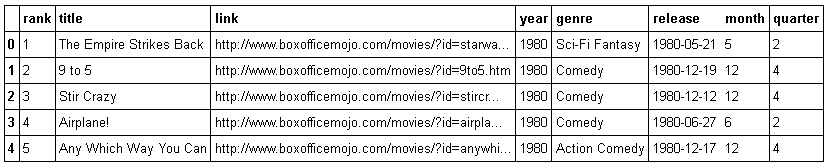 rank title link year genre release month quarter
0 1 The Empire Strikes Back http://www.boxofficemojo.com/movies/?id=starwa... 1980 Sci-Fi Fantasy 1980-05-21 5 2
1 2 9 to 5 http://www.boxofficemojo.com/movies/?id=9to5.htm 1980 Comedy 1980-12-19 12 4
2 3 Stir Crazy http://www.boxofficemojo.com/movies/?id=stircr... 1980 Comedy 1980-12-12 12 4
3 4 Airplane! http://www.boxofficemojo.com/movies/?id=airpla... 1980 Comedy 1980-06-27 6 2
4 5 Any Which Way You Can http://www.boxofficemojo.com/movies/?id=anywhi... 1980 Action Comedy 1980-12-17 12 4